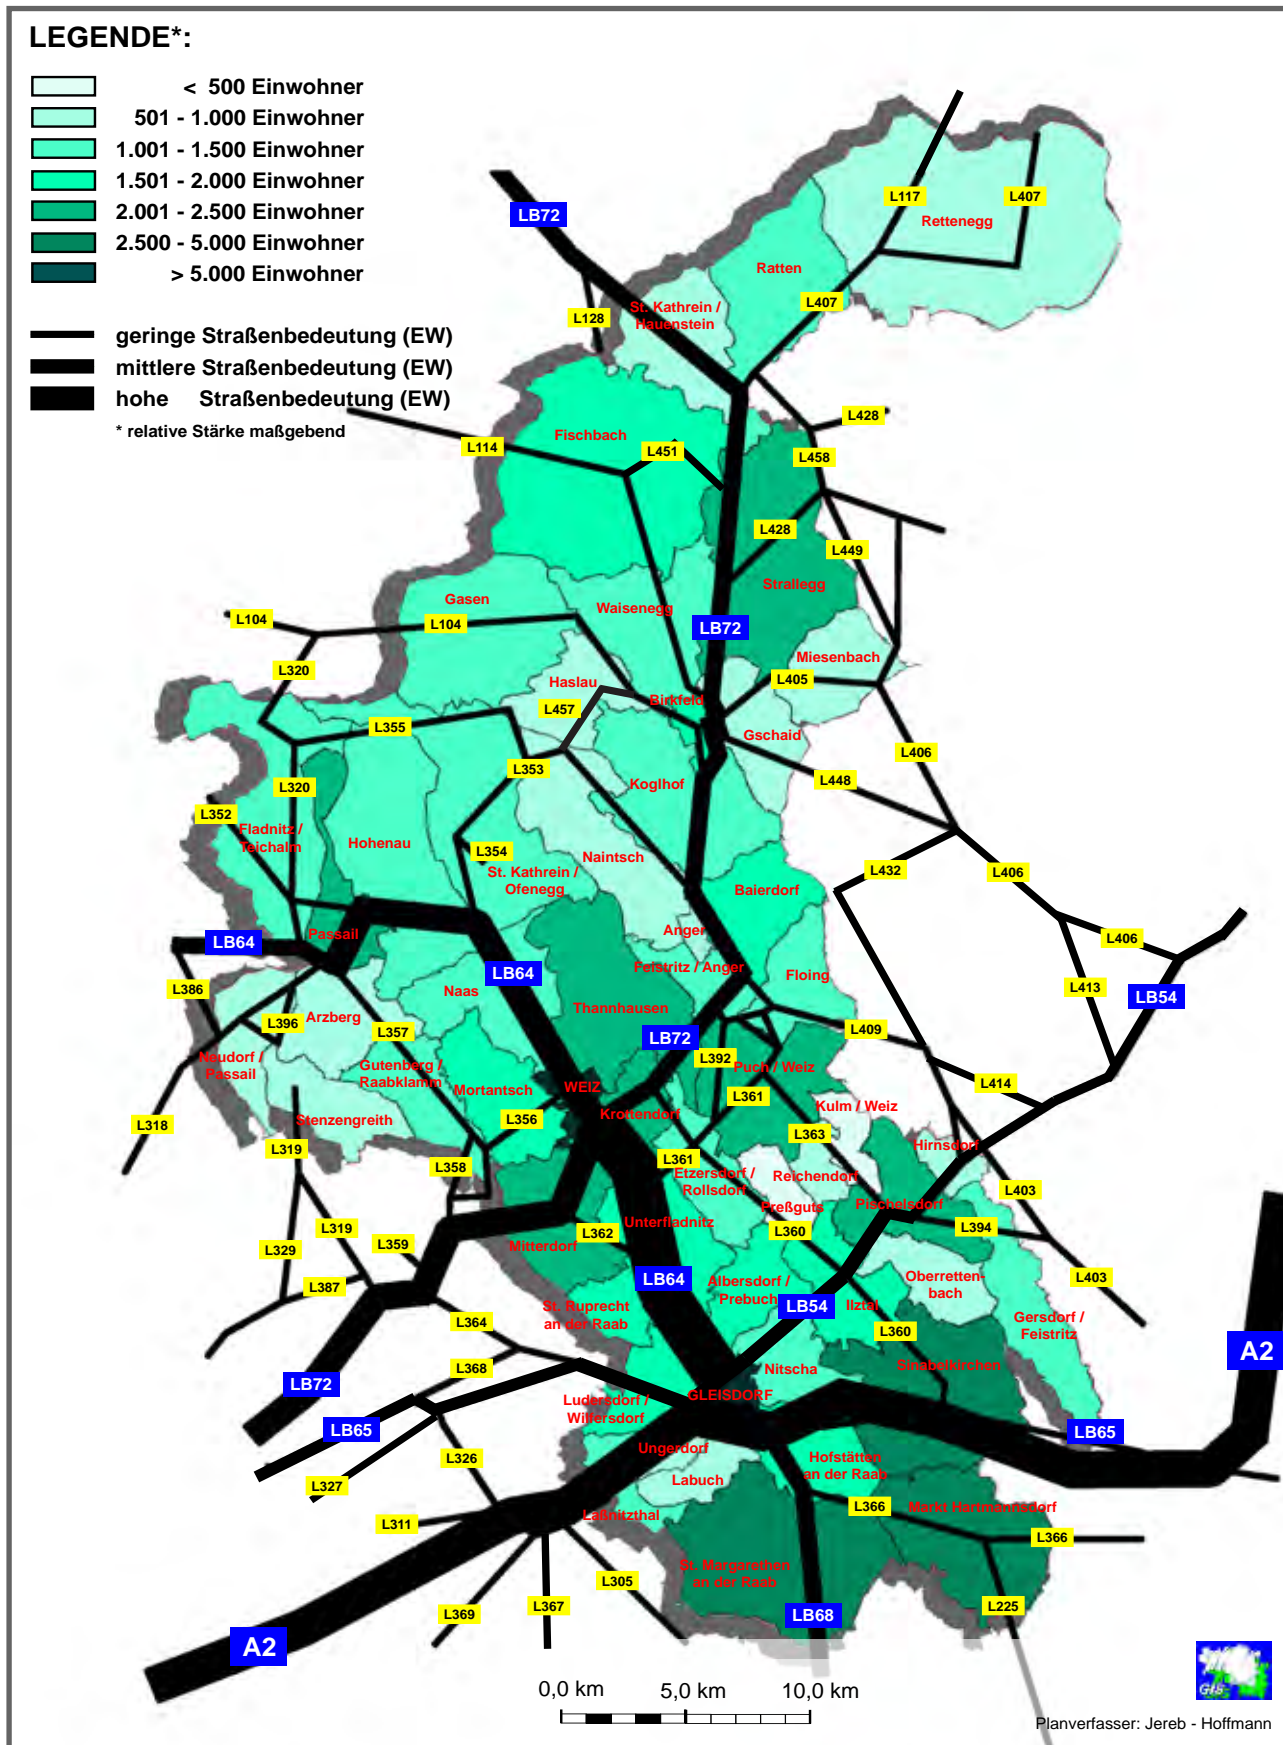 LEGENDE*:
< 500 Einwohner
501 - 1.000 Einwohner
1.001 - 1.500 Einwohner
1.501 - 2.000 Einwohner
2.001 - 2.500 Einwohner
2.500 - 5.000 Einwohner
> 5.000 Einwohner
geringe Straßenbedeutung (EW)
mittlere Straßenbedeutung (EW)
hohe Straßenbedeutung (EW)
* relative Stärke maßgebend
L117
L407
Rettenegg
LB72
Ratten
L407
St. Kathrein /
Hauenstein
L128
L428
Fischbach
L114
L451
L458
L428
L449
Strallegg
Gasen
Waisenegg
L104
L104
LB72
L320
Miesenbach
L405
Haslau
Birkfeld
L457
L355
Gschaid
L406
L353
L448
L320
Koglhof
L352
Fladnitz /
Teichalm
Hohenau
L354
Naintsch
St. Kathrein /
Ofenegg
L432
L406
Baierdorf
Passail
LB64
Anger
L406
LB64
Feistritz / Anger
Floing
L386
Naas
L413
LB54
Thannhausen
Arzberg
L396
L357
LB72
L409
Neudorf /
Passail
Gutenberg /
Raabklamm
L392
Puch / Weiz
Mortantsch
WEIZ
L414
L361
Krottendorf
Kulm / Weiz
L318
Stenzengreith
L356
L363
L319
Hirnsdorf
L358
L361
Etzersdorf /
Rollsdorf
Reichendorf
L403
Preßguts
Pischelsdorf
L319
L359
Unterfladnitz
L362
L360
L394
Mitterdorf
L329
L387
LB64
Albersdorf /
Prebuch
Oberretten-
bach
L403
LB54
Ilztal
St. Ruprecht
an der Raab
Gersdorf /
Feistritz
L364
L360
A2
L368
Nitscha
Sinabelkirchen
LB72
GLEISDORF
Ludersdorf /
Wilfersdorf
LB65
LB65
Ungerdorf
Hofstätten
an der Raab
L326
L327
Labuch
L366
Markt Hartmannsdorf
Laßnitzthal
L311
L366
St. Margarethen
an der Raab
L305
L367
L369
L225
LB68
A2
0,0 km
5,0 km
10,0 km
GIS
Planverfasser: Jereb - Hoffmann